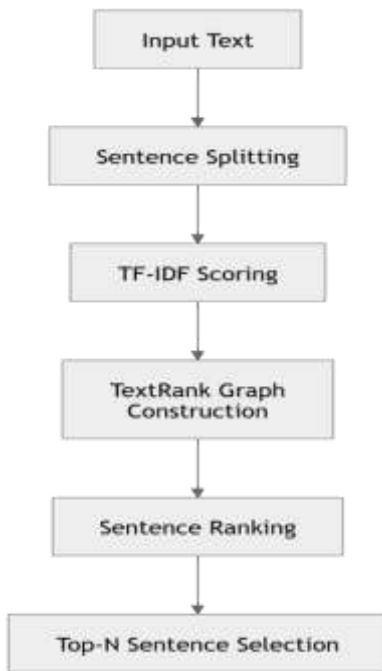 Input Text
Sentence Splitting
TF-IDF Scoring
TextRank Graph
Construction
Sentence Ranking
Top-N Sentence Selection